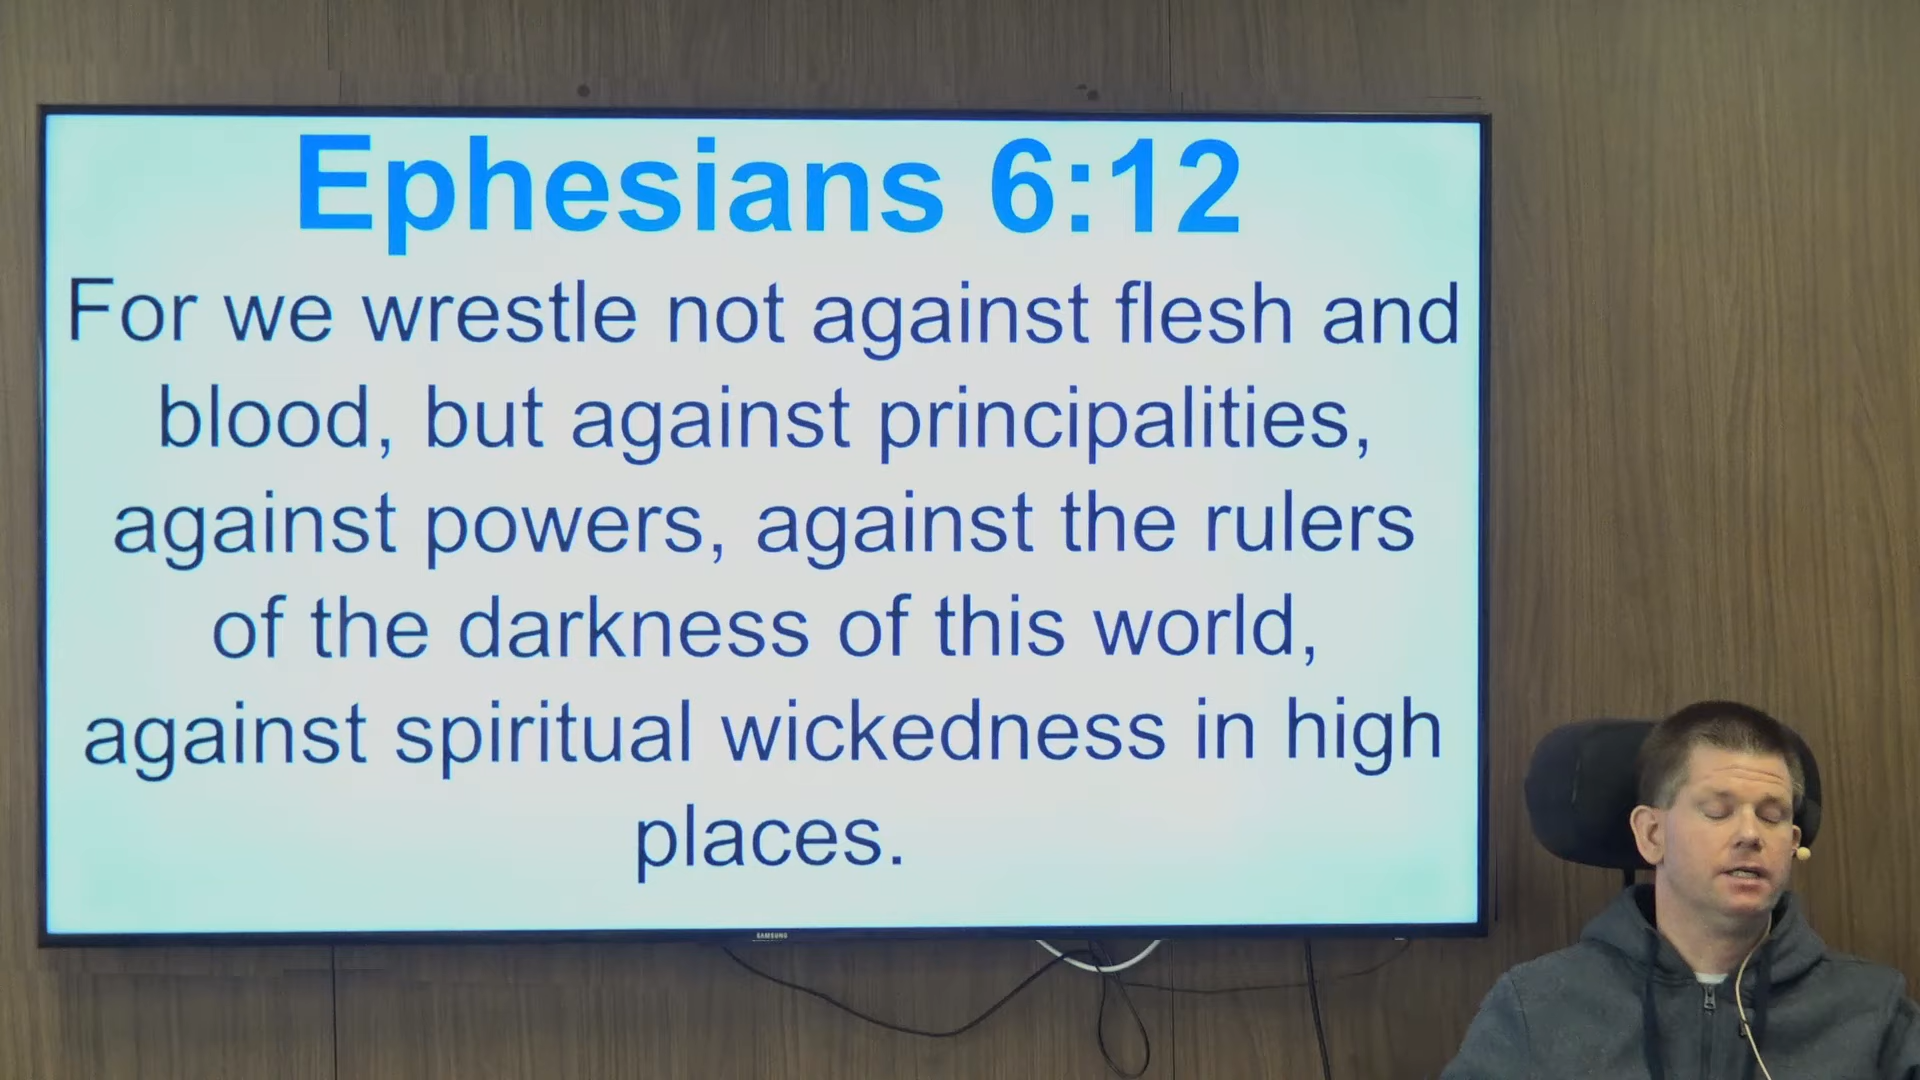 Ephesians 6:12
For we wrestle not against flesh and
blood, but against principalities,
against powers, against the rulers
of the darkness of this world,
against spiritual wickedness in high
places.
SAMSUNG